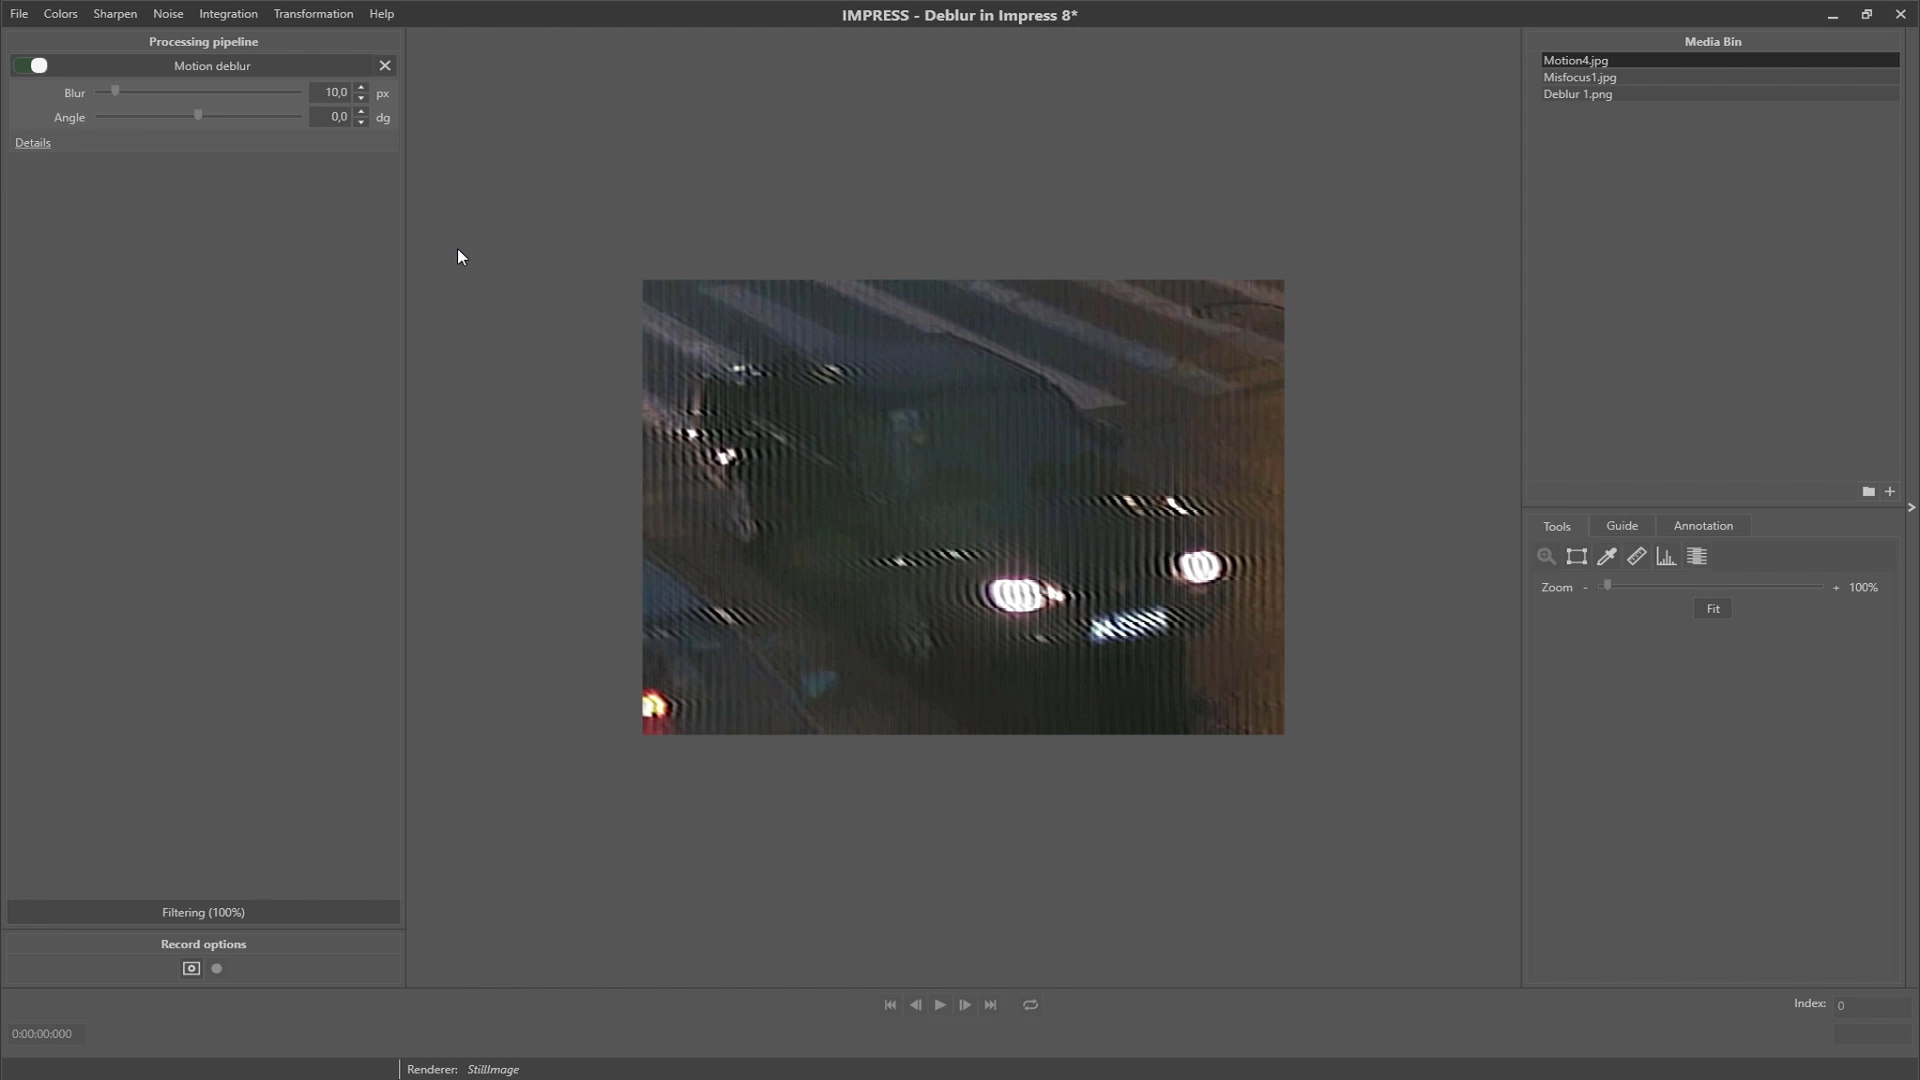 File Colors Sharpen Noise Integration Transformation Help
IMPRESS - Deblur in Impress 8*
Processing pipeline
Motion deblur
Blur 10,0 px
Angle 0,0 dg
Details
Filtering (100%)
Record options
Media Bin
Motion4.jpg
Misfocus1.jpg
Deblur 1.png
Tools Guide Annotation
Zoom - + 100%
Fit
Index: 0
0:00:00:000
Renderer: StillImage